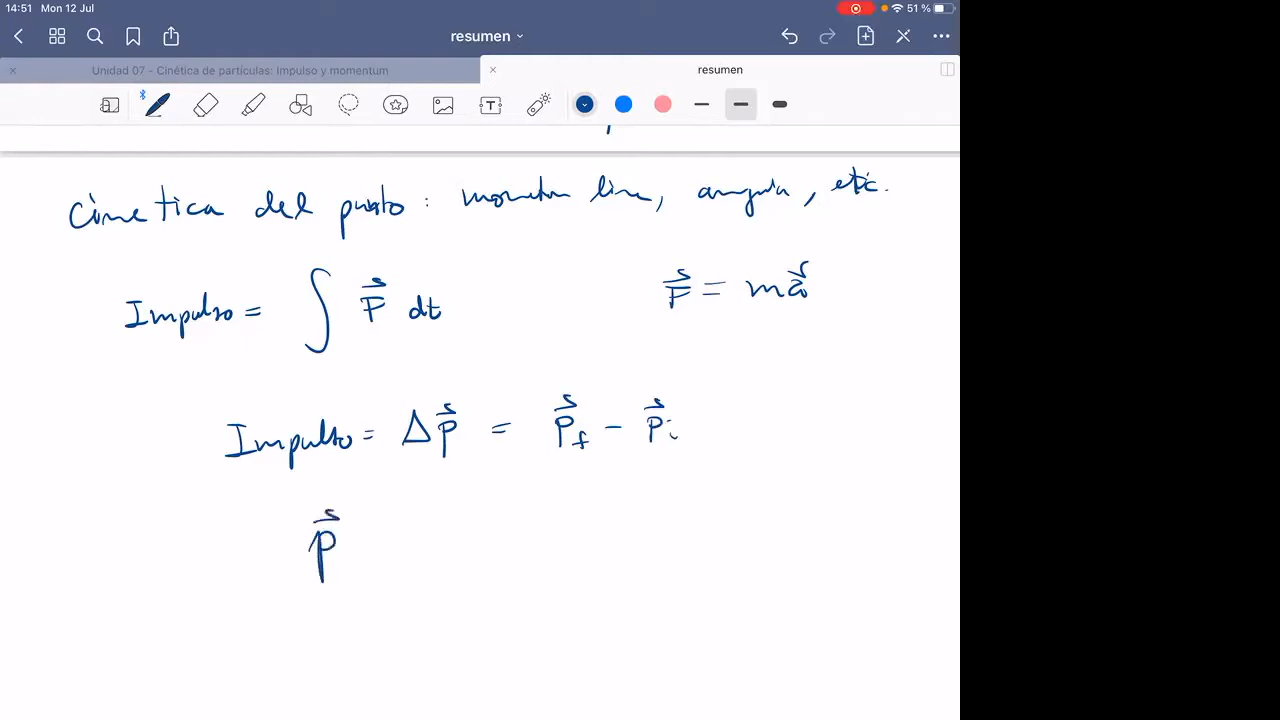 14:51 Mon 12 Jul 51 %
resumen
Unidad 07 - Cinética de partículas: Impulso y momentum
resumen
Cinetica del punto: momentum line, angula, etc.
Impulso = ∫ F⃗ dt F⃗ = ma⃗
Impulso = Δp⃗ = p⃗f − p⃗i
p⃗